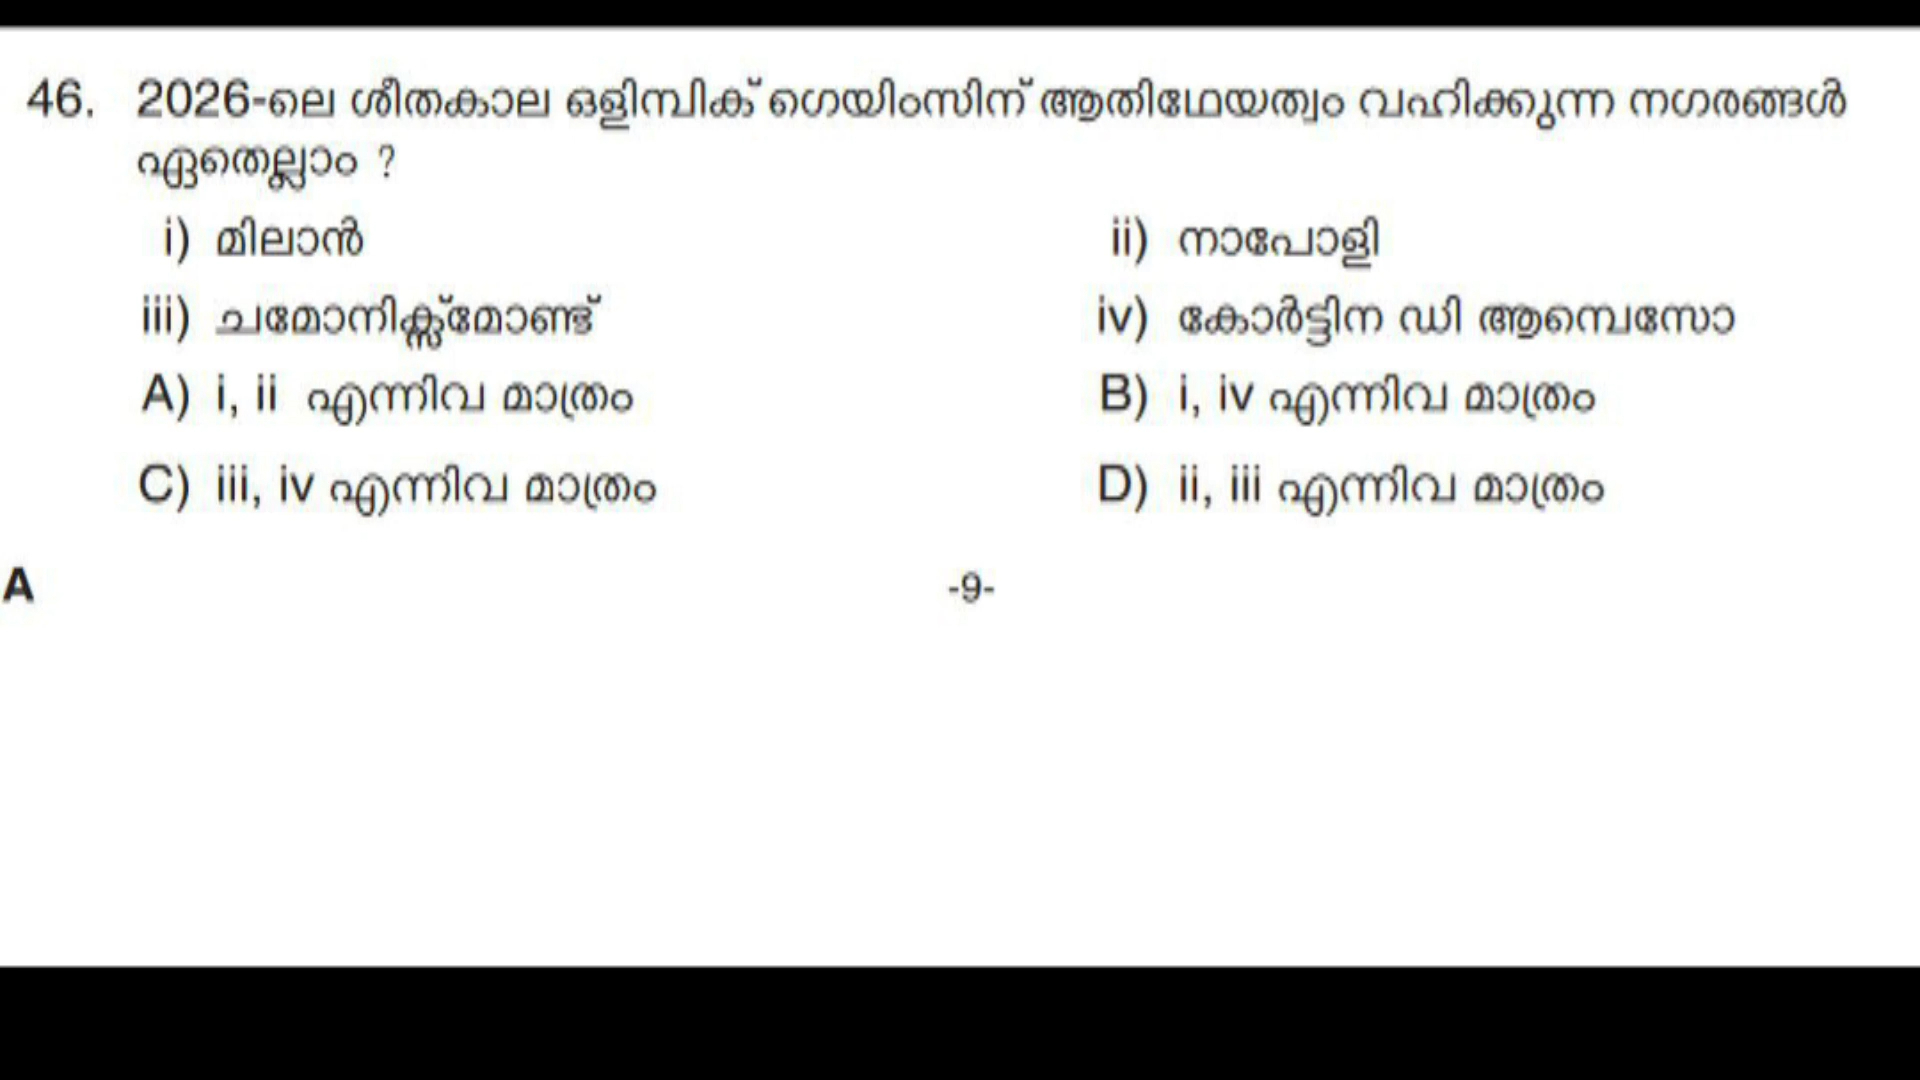 46. 2026-ലെ ശീതകാല ഒളിമ്പിക് ഗെയിംസിന് ആതിഥേയത്വം വഹിക്കുന്ന നഗരങ്ങൾ
ഏതെല്ലാം ?
i) മിലാൻ ii) നാപോളി
iii) ചമോനിക്സ്മോണ്ട് iv) കോർട്ടിന ഡി ആമ്പെസോ
A) i, ii എന്നിവ മാത്രം B) i, iv എന്നിവ മാത്രം
C) iii, iv എന്നിവ മാത്രം D) ii, iii എന്നിവ മാത്രം
A -9-